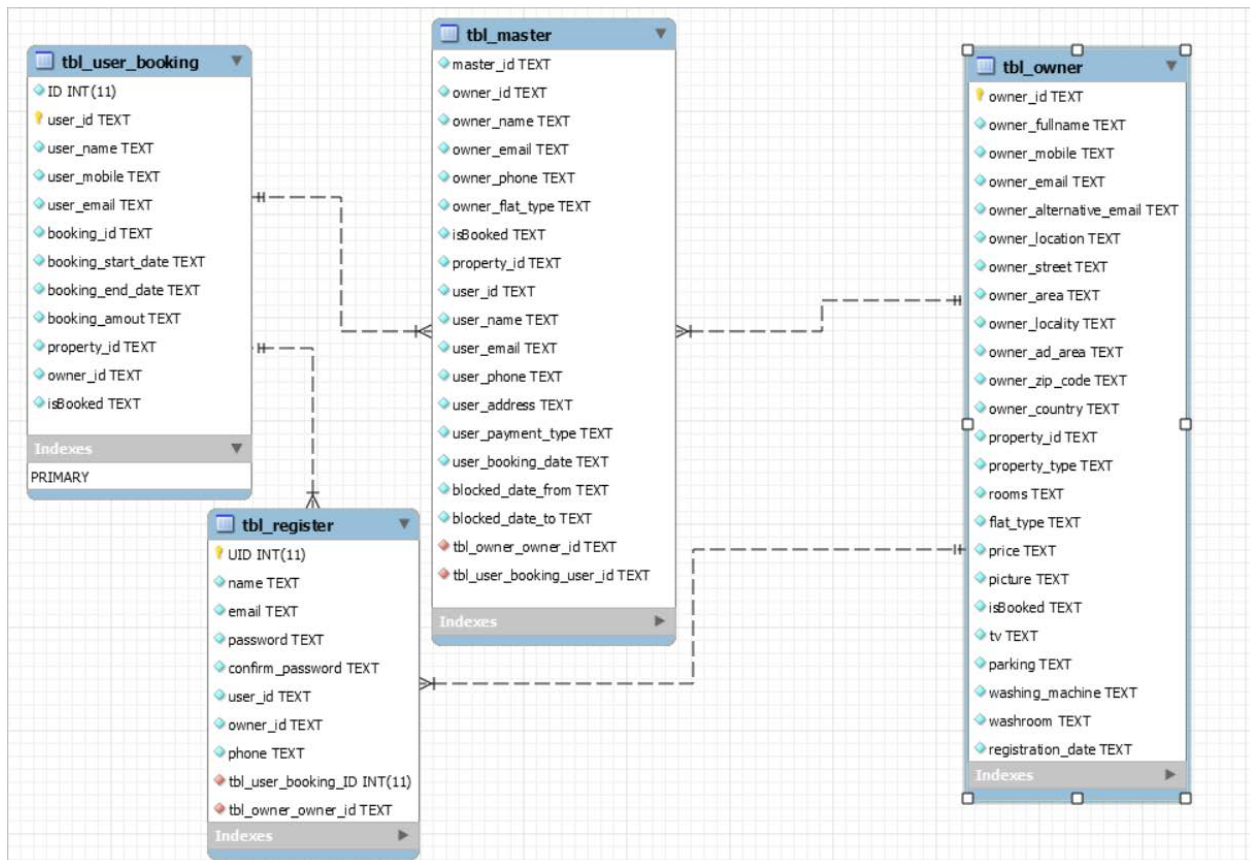 tbl_user_booking
ID INT(11)
user_id TEXT
user_name TEXT
user_mobile TEXT
user_email TEXT
booking_id TEXT
booking_start_date TEXT
booking_end_date TEXT
booking_amout TEXT
property_id TEXT
owner_id TEXT
isBooked TEXT
Indexes
PRIMARY
tbl_master
master_id TEXT
owner_id TEXT
owner_name TEXT
owner_email TEXT
owner_phone TEXT
owner_flat_type TEXT
isBooked TEXT
property_id TEXT
user_id TEXT
user_name TEXT
user_email TEXT
user_phone TEXT
user_address TEXT
user_payment_type TEXT
user_booking_date TEXT
blocked_date_from TEXT
blocked_date_to TEXT
tbl_owner_owner_id TEXT
tbl_user_booking_user_id TEXT
Indexes
tbl_register
UID INT(11)
name TEXT
email TEXT
password TEXT
confirm_password TEXT
user_id TEXT
owner_id TEXT
phone TEXT
tbl_user_booking_ID INT(11)
tbl_owner_owner_id TEXT
Indexes
tbl_owner
owner_id TEXT
owner_fullname TEXT
owner_mobile TEXT
owner_email TEXT
owner_alternative_email TEXT
owner_location TEXT
owner_street TEXT
owner_area TEXT
owner_locality TEXT
owner_ad_area TEXT
owner_zip_code TEXT
owner_country TEXT
property_id TEXT
property_type TEXT
rooms TEXT
flat_type TEXT
price TEXT
picture TEXT
isBooked TEXT
tv TEXT
parking TEXT
washing_machine TEXT
washroom TEXT
registration_date TEXT
Indexes